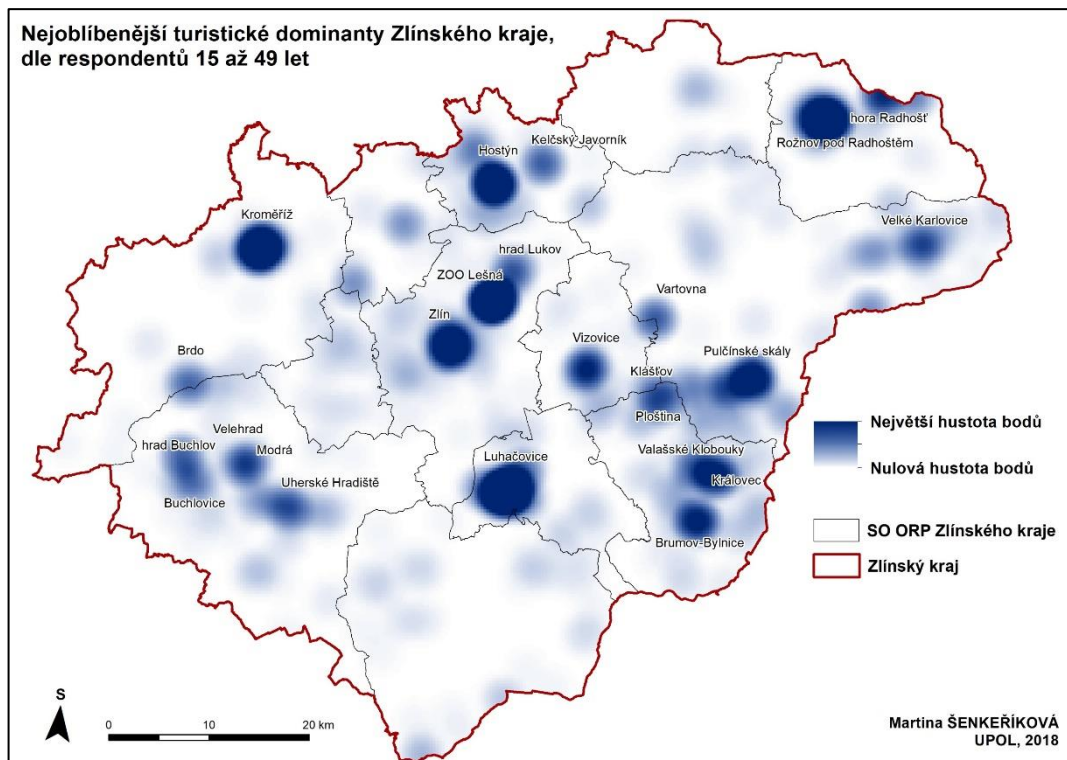 Nejoblíbenější turistické dominanty Zlínského kraje,
dle respondentů 15 až 49 let
hora Radhošť
Rožnov pod Radhoštěm
Kelčský Javorník
Hostýn
Kroměříž
Velké Karlovice
hrad Lukov
ZOO Lešná
Vartovna
Zlín
Vizovice
Pulčínské skály
Brdo
Klášťov
Ploština
Velehrad
hrad Buchlov
Modrá
Luhačovice
Valašské Klobouky
Královec
Uherské Hradiště
Buchlovice
Brumov-Bylnice
Největší hustota bodů
Nulová hustota bodů
SO ORP Zlínského kraje
Zlínský kraj
S
0 10 20 km
Martina ŠENKEŘÍKOVÁ
UPOL, 2018